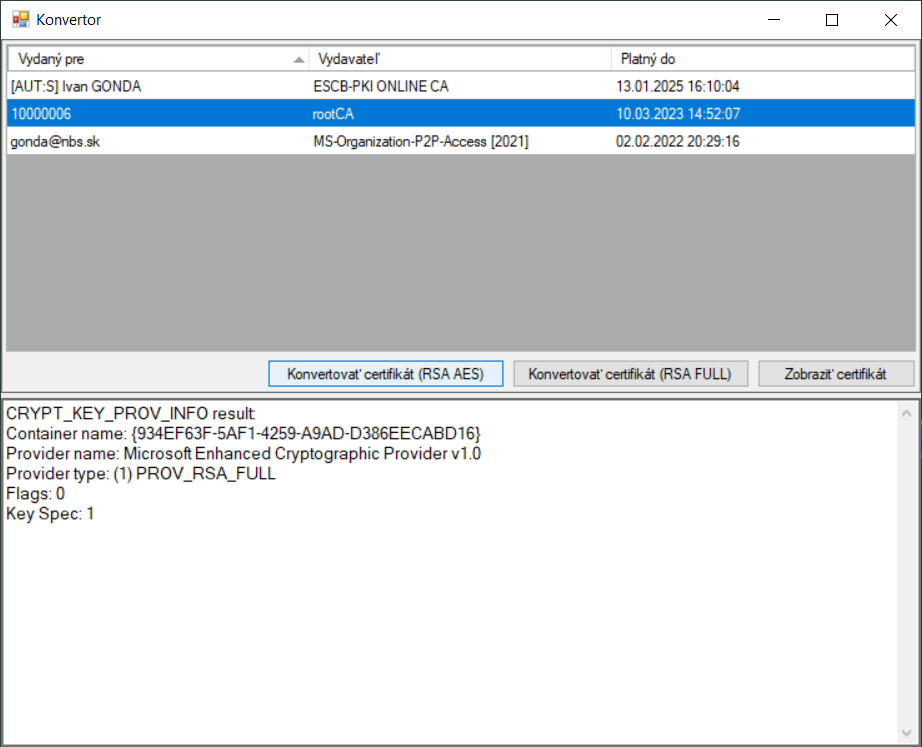 Konvertor
Vydaný pre Vydavateľ Platný do
[AUT:S] Ivan GONDA ESCB-PKI ONLINE CA 13.01.2025 16:10:04
10000006 rootCA 10.03.2023 14:52:07
gonda@nbs.sk MS-Organization-P2P-Access [2021] 02.02.2022 20:29:16
Konvertovať certifikát (RSA AES) Konvertovať certifikát (RSA FULL) Zobraziť certifikát
CRYPT_KEY_PROV_INFO result:
Container name: {934EF63F-5AF1-4259-A9AD-D386EECABD16}
Provider name: Microsoft Enhanced Cryptographic Provider v1.0
Provider type: (1) PROV_RSA_FULL
Flags: 0
Key Spec: 1